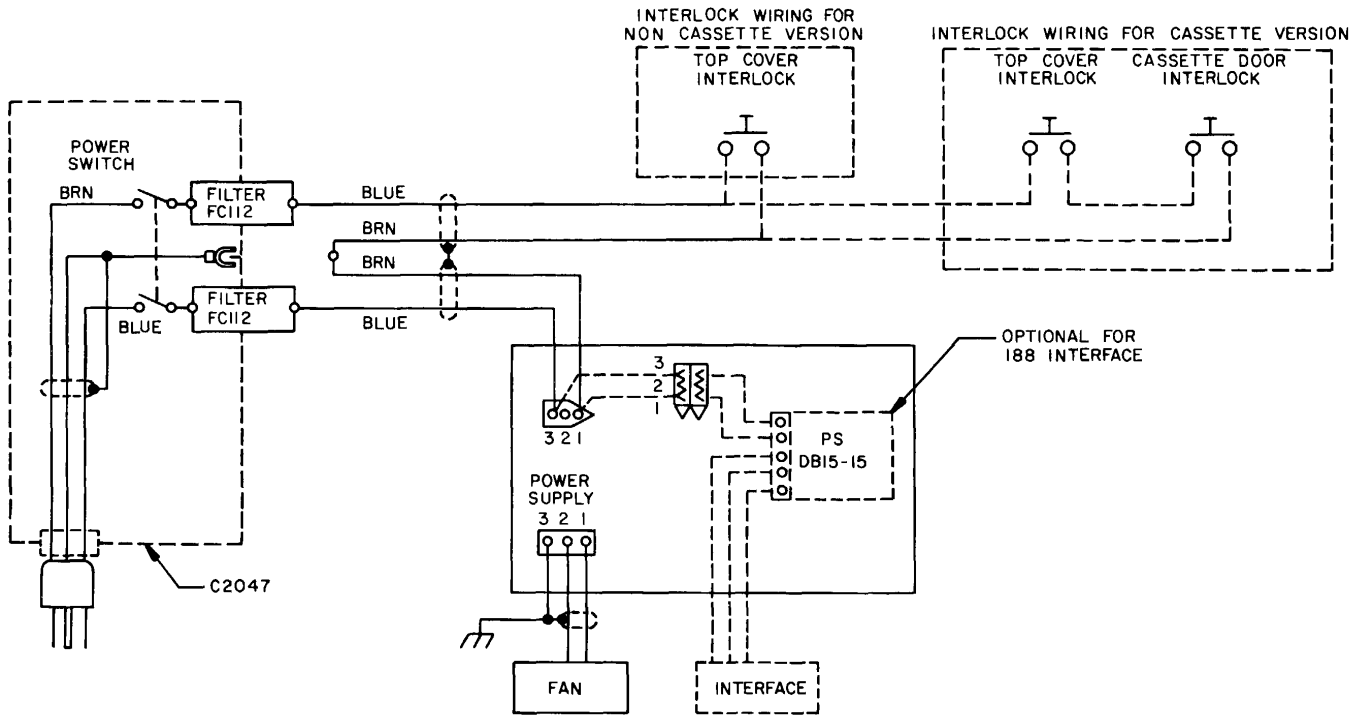 INTERLOCK WIRING FOR
NON CASSETTE VERSION
TOP COVER
INTERLOCK
INTERLOCK WIRING FOR CASSETTE VERSION
TOP COVER
INTERLOCK
CASSETTE DOOR
INTERLOCK
POWER
SWITCH
BRN
FILTER
FC112
BLUE
BRN
BRN
FILTER
FC112
BLUE
BLUE
OPTIONAL FOR
188 INTERFACE
3
2
1
3 2 1
PS
DB15-15
POWER
SUPPLY
3 2 1
C2047
FAN
INTERFACE